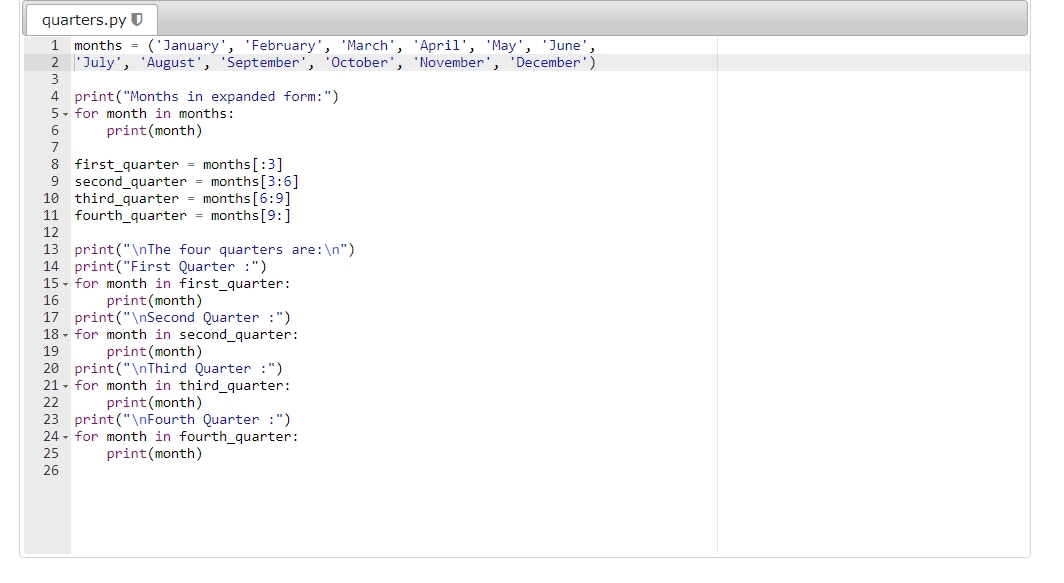 quarters.py
1 months = ('January', 'February', 'March', 'April', 'May', 'June',
2 'July', 'August', 'September', 'October', 'November', 'December')
3
4 print("Months in expanded form:")
5 for month in months:
6     print(month)
7
8 first_quarter = months[:3]
9 second_quarter = months[3:6]
10 third_quarter = months[6:9]
11 fourth_quarter = months[9:]
12
13 print("\nThe four quarters are:\n")
14 print("First Quarter :")
15 for month in first_quarter:
16     print(month)
17 print("\nSecond Quarter :")
18 for month in second_quarter:
19     print(month)
20 print("\nThird Quarter :")
21 for month in third_quarter:
22     print(month)
23 print("\nFourth Quarter :")
24 for month in fourth_quarter:
25     print(month)
26